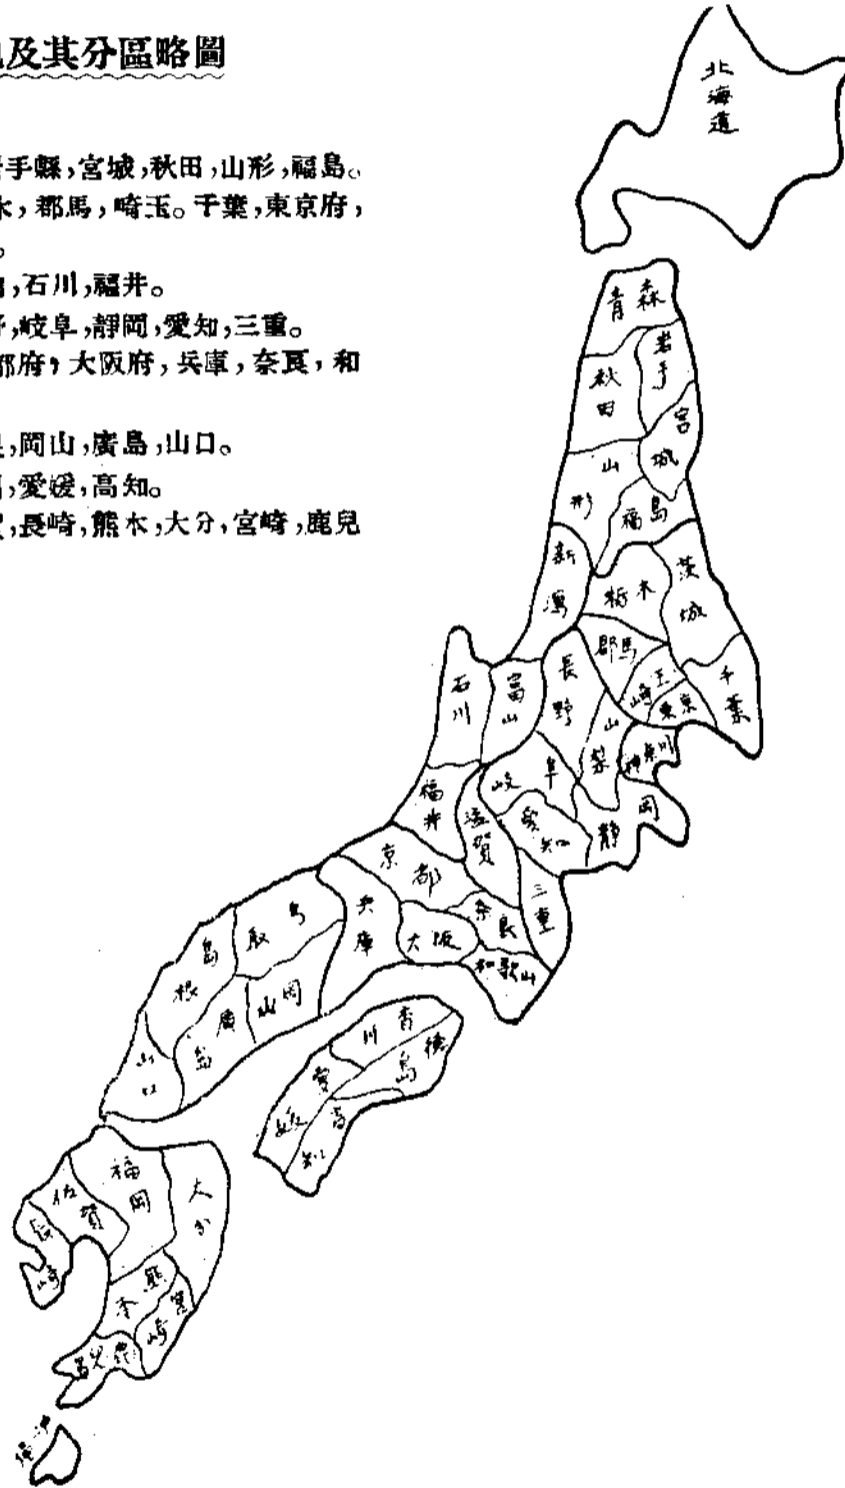 及其分區略圖
手縣,宮城,秋田,山形,福島。
木,郡馬,崎玉。千葉,東京府,
。
,石川,福井。
,岐阜,靜岡,愛知,三重。
都府,大阪府,兵庫,奈良,和
,岡山,廣島,山口。
,愛媛,高知。
,長崎,熊木,大分,宮崎,鹿兒
北海道
青森
岩手
秋田
宮城
山形
福島
新潟
栃木
茨城
郡馬
崎玉
千葉
東京
石川
富山
長野
山梨
神奈川
岐阜
福井
滋賀
愛知
靜岡
京都
三重
奈良
兵庫
大阪
和歌山
取鳥
島根
岡山
廣島
山口
香川
德島
愛媛
高知
福岡
佐賀
大分
長崎
熊本
宮崎
鹿兒島